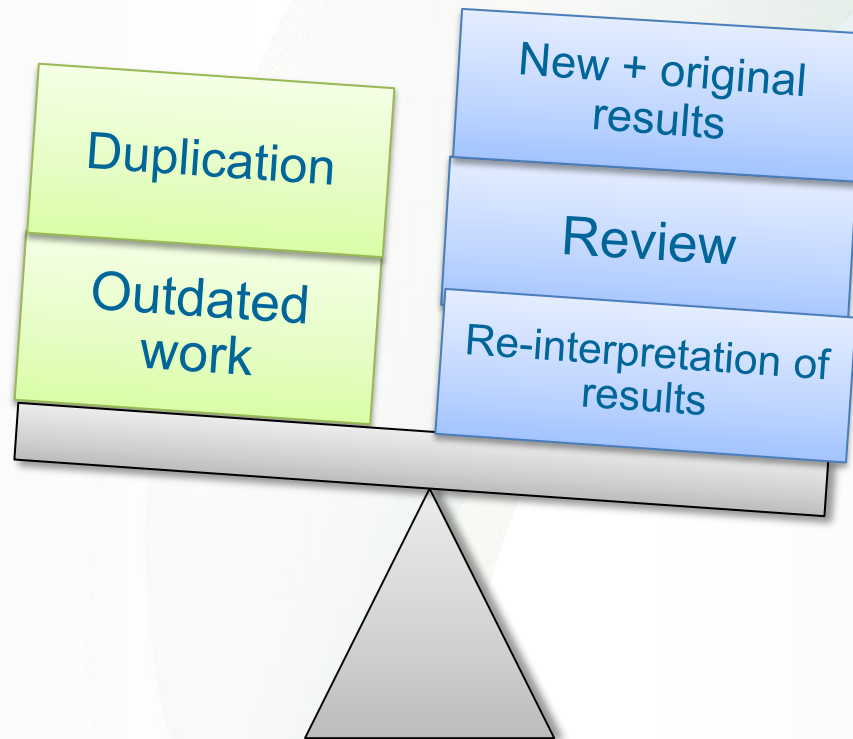 Duplication
Outdated
work
New + original
results
Review
Re-interpretation of
results